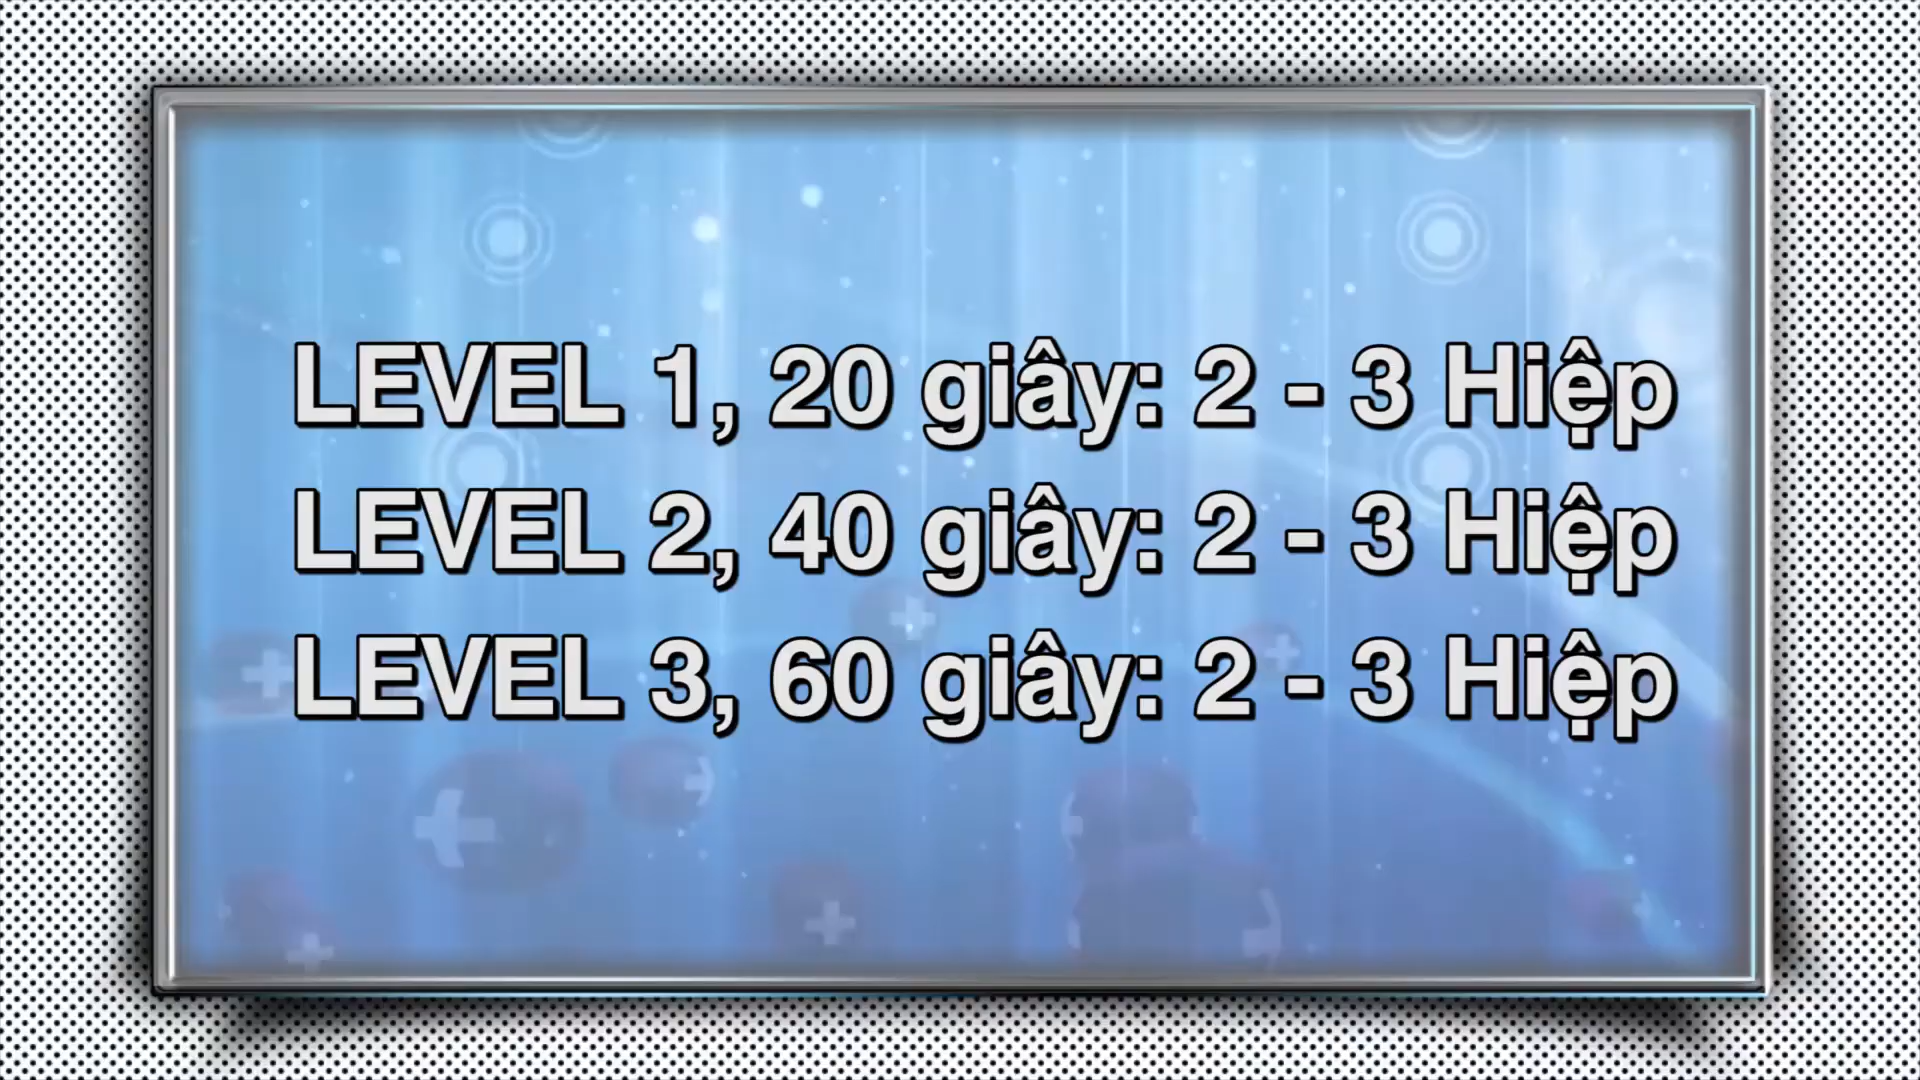 LEVEL 1, 20 giây: 2 - 3 Hiệp
LEVEL 2, 40 giây: 2 - 3 Hiệp
LEVEL 3, 60 giây: 2 - 3 Hiệp